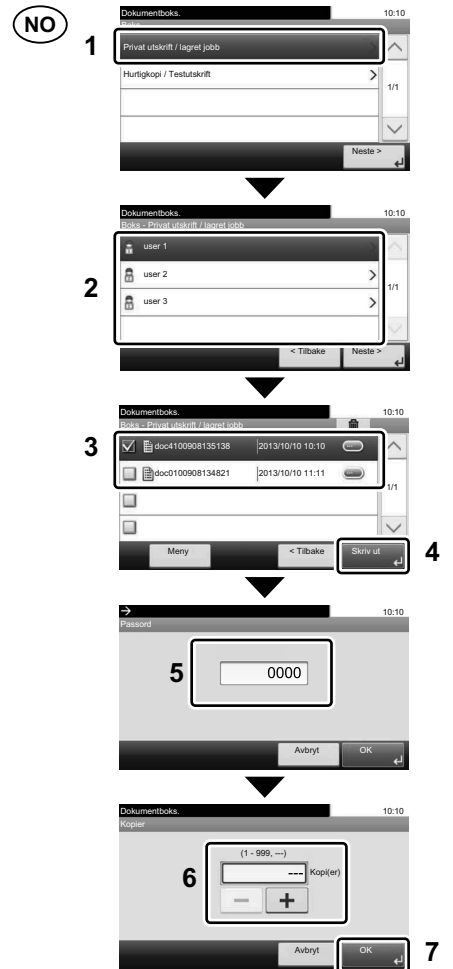 NO
Dokumentboks. 10:10
Boks
1
Privat utskrift / lagret jobb
Hurtigkopi / Testutskrift
1/1
Neste >
Dokumentboks. 10:10
Boks - Privat utskrift / lagret jobb
user 1
2
user 2
1/1
user 3
< Tilbake Neste >
Dokumentboks. 10:10
Boks - Privat utskrift / lagret jobb
3
doc4100908135138 2013/10/10 10:10
doc0100908134821 2013/10/10 11:11
1/1
Meny < Tilbake Skriv ut
4
10:10
Passord
5
0000
Avbryt OK
Dokumentboks. 10:10
Kopier
(1 - 999, ---)
6
--- Kopi(er)
Avbryt OK
7